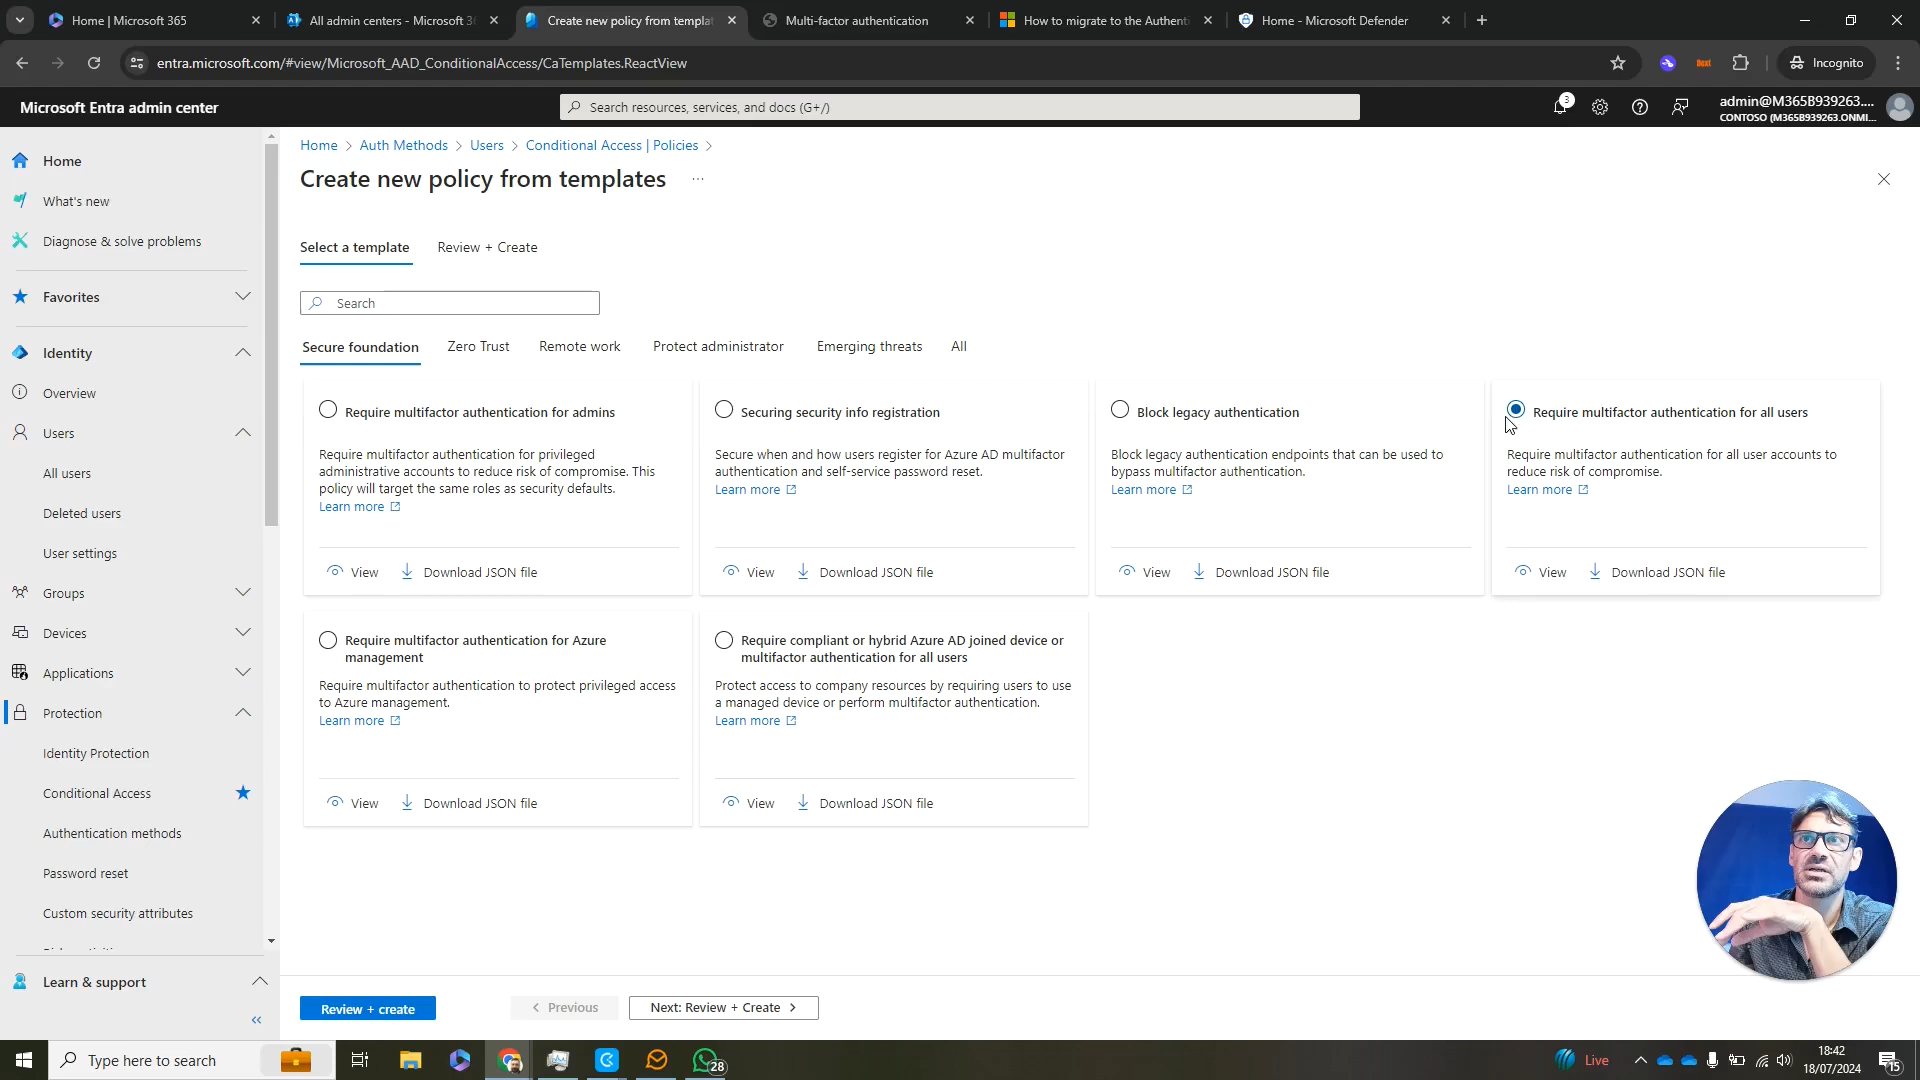 Home | Microsoft 365
All admin centers - Microsoft 36
Create new policy from templat
Multi-factor authentication
How to migrate to the Authenti
Home - Microsoft Defender
entra.microsoft.com/#view/Microsoft_AAD_ConditionalAccess/CaTemplates.ReactView
Incognito
Microsoft Entra admin center
Search resources, services, and docs (G+/)
3
admin@M365B939263....
CONTOSO (M365B939263.ONMI...
Home > Auth Methods > Users > Conditional Access | Policies >
Create new policy from templates ...
Select a template
Review + Create
Search
Secure foundation
Zero Trust
Remote work
Protect administrator
Emerging threats
All
Require multifactor authentication for admins
Require multifactor authentication for privileged
administrative accounts to reduce risk of compromise. This
policy will target the same roles as security defaults.
Learn more
View
Download JSON file
Securing security info registration
Secure when and how users register for Azure AD multifactor
authentication and self-service password reset.
Learn more
View
Download JSON file
Block legacy authentication
Block legacy authentication endpoints that can be used to
bypass multifactor authentication.
Learn more
View
Download JSON file
Require multifactor authentication for all users
Require multifactor authentication for all user accounts to
reduce risk of compromise.
Learn more
View
Download JSON file
Require multifactor authentication for Azure
management
Require multifactor authentication to protect privileged access
to Azure management.
Learn more
View
Download JSON file
Require compliant or hybrid Azure AD joined device or
multifactor authentication for all users
Protect access to company resources by requiring users to use
a managed device or perform multifactor authentication.
Learn more
View
Download JSON file
Home
What's new
Diagnose & solve problems
Favorites
Identity
Overview
Users
All users
Deleted users
User settings
Groups
Devices
Applications
Protection
Identity Protection
Conditional Access
Authentication methods
Password reset
Custom security attributes
Learn & support
Review + create
Previous
Next: Review + Create
Type here to search
28
Live
18:42
18/07/2024
15